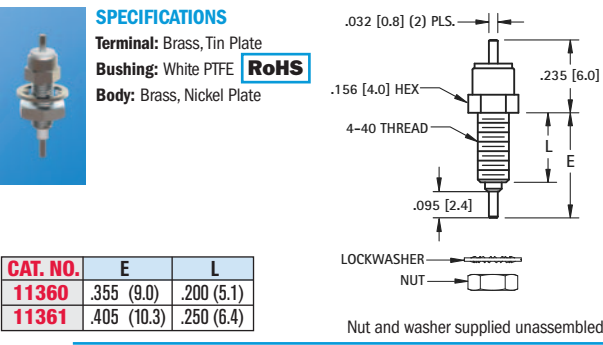 SPECIFICATIONS
Terminal: Brass, Tin Plate
Bushing: White PTFE RoHS
Body: Brass, Nickel Plate
.032 [0.8] (2) PLS.
.235 [6.0]
.156 [4.0] HEX
4-40 THREAD
L
E
.095 [2.4]
LOCKWASHER
NUT
Nut and washer supplied unassembled
CAT. NO. E L
11360 .355 (9.0) .200 (5.1)
11361 .405 (10.3) .250 (6.4)